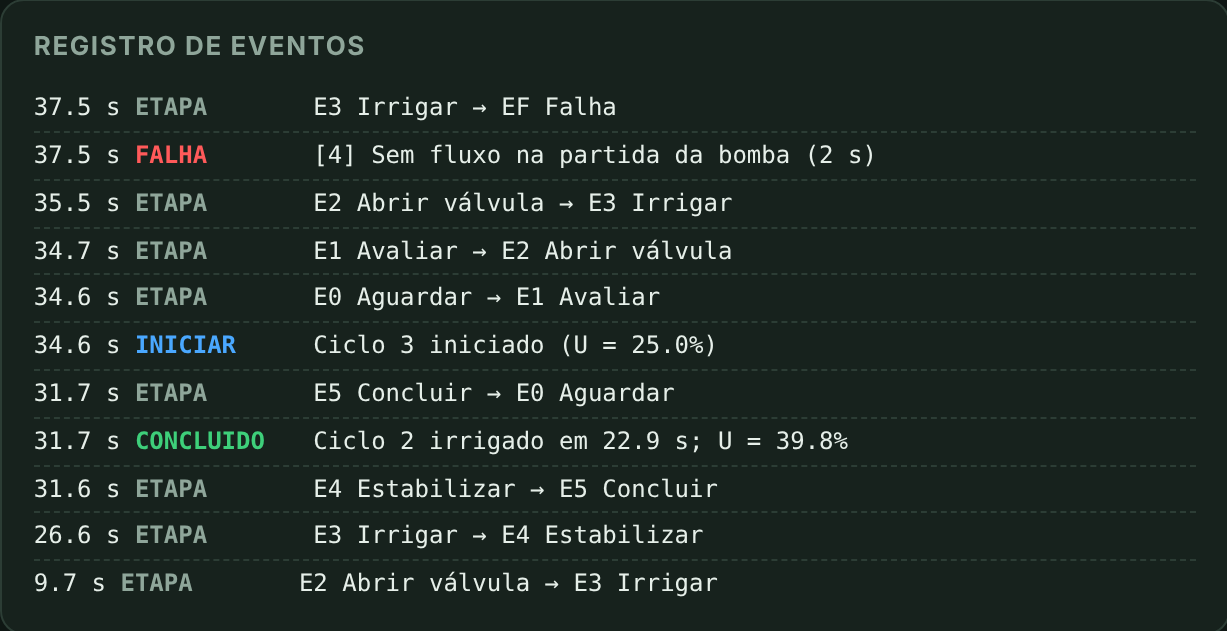 REGISTRO DE EVENTOS
37.5 s ETAPA E3 Irrigar → EF Falha
37.5 s FALHA [4] Sem fluxo na partida da bomba (2 s)
35.5 s ETAPA E2 Abrir válvula → E3 Irrigar
34.7 s ETAPA E1 Avaliar → E2 Abrir válvula
34.6 s ETAPA E0 Aguardar → E1 Avaliar
34.6 s INICIAR Ciclo 3 iniciado (U = 25.0%)
31.7 s ETAPA E5 Concluir → E0 Aguardar
31.7 s CONCLUIDO Ciclo 2 irrigado em 22.9 s; U = 39.8%
31.6 s ETAPA E4 Estabilizar → E5 Concluir
26.6 s ETAPA E3 Irrigar → E4 Estabilizar
9.7 s ETAPA E2 Abrir válvula → E3 Irrigar